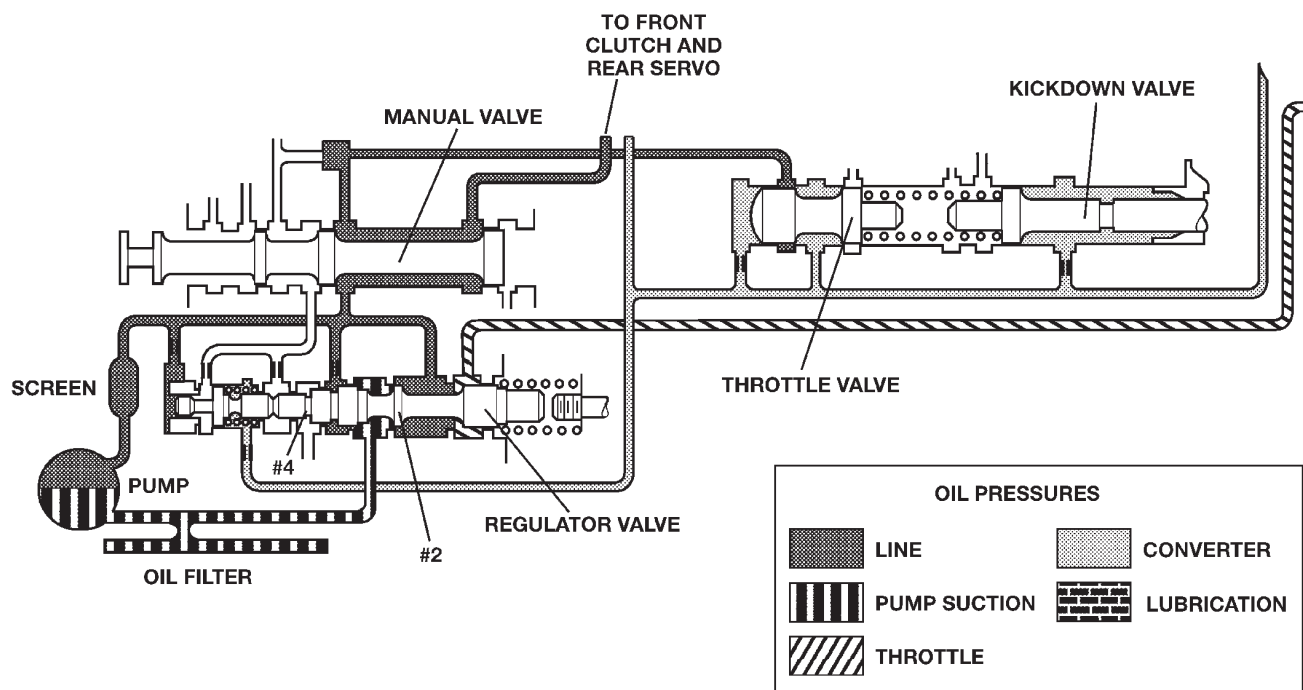 TO FRONT
CLUTCH AND
REAR SERVO
MANUAL VALVE
KICKDOWN VALVE
THROTTLE VALVE
SCREEN
#4
PUMP
REGULATOR VALVE
#2
OIL FILTER
OIL PRESSURES
LINE
CONVERTER
PUMP SUCTION
LUBRICATION
THROTTLE